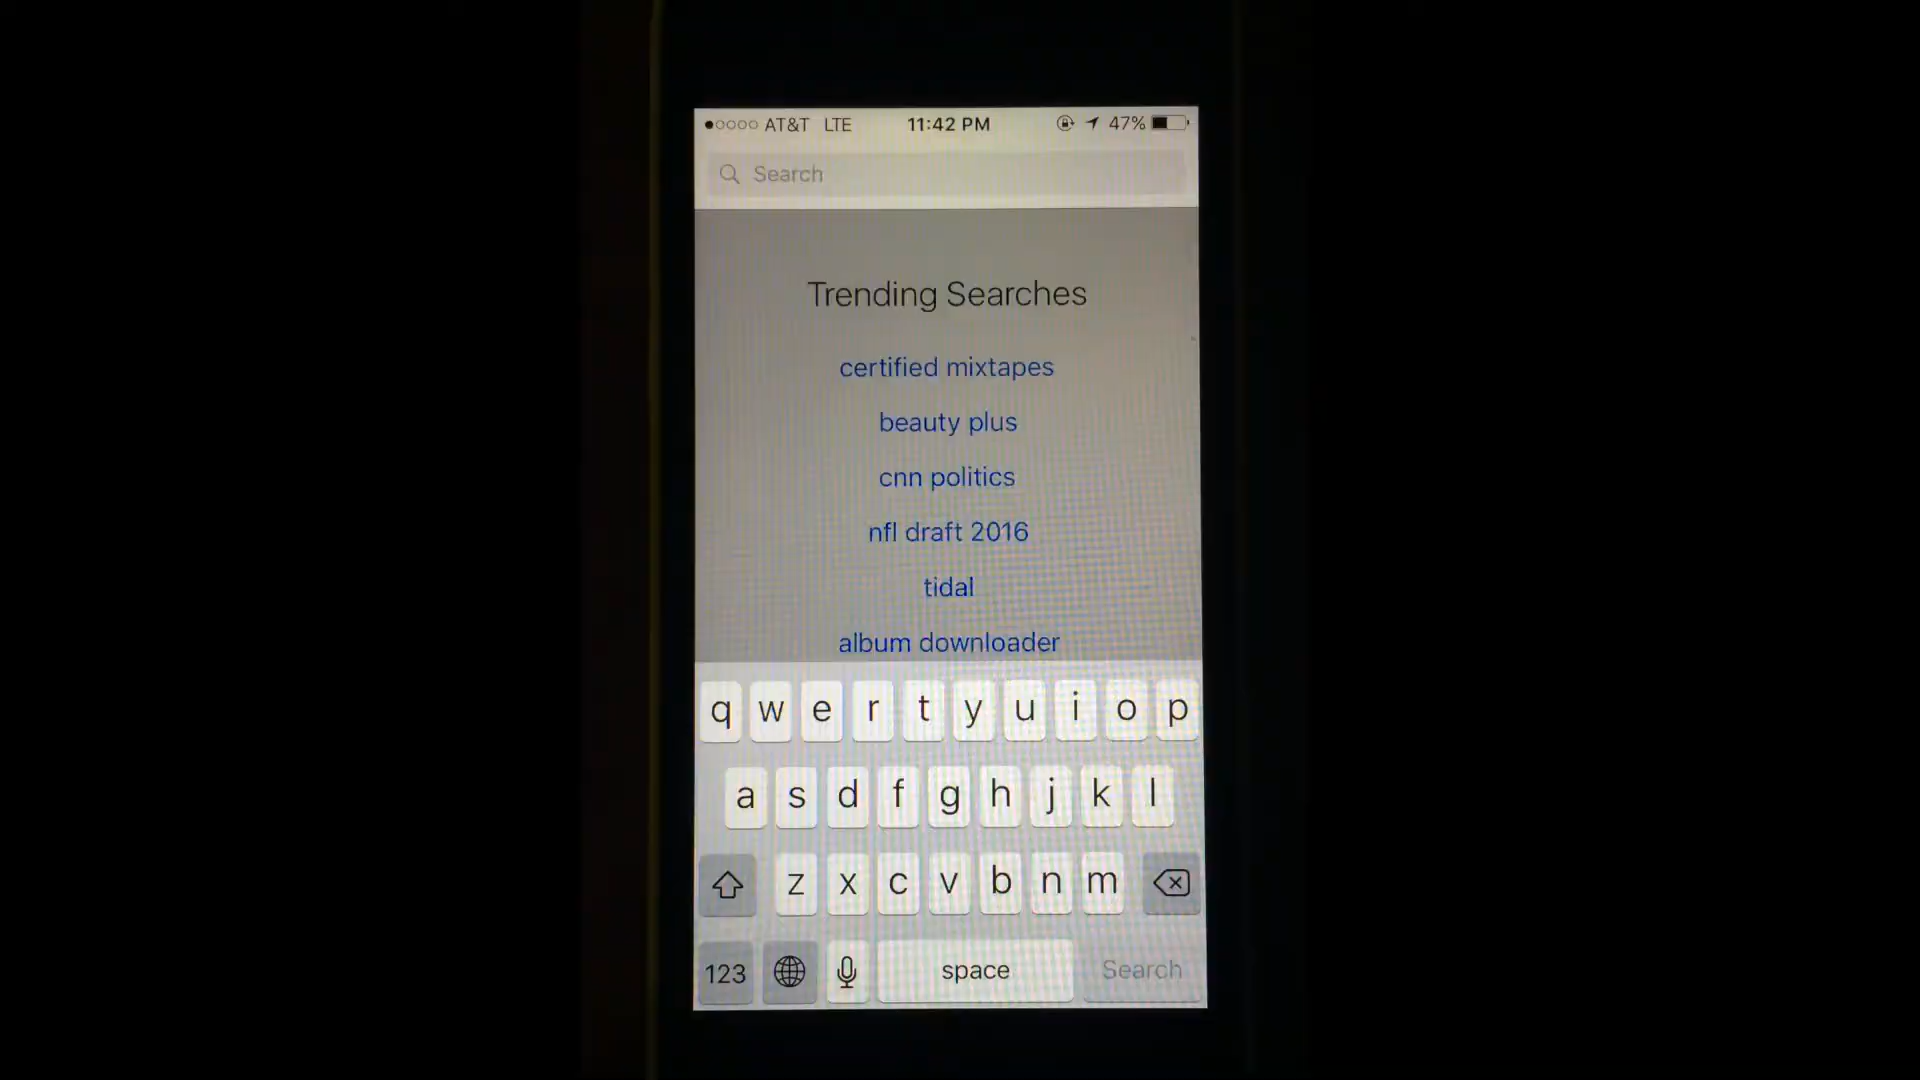 AT&T LTE 11:42 PM 47%
Search
Trending Searches
certified mixtapes
beauty plus
cnn politics
nfl draft 2016
tidal
album downloader
q w e r t y u i o p
a s d f g h j k l
z x c v b n m
123 space Search